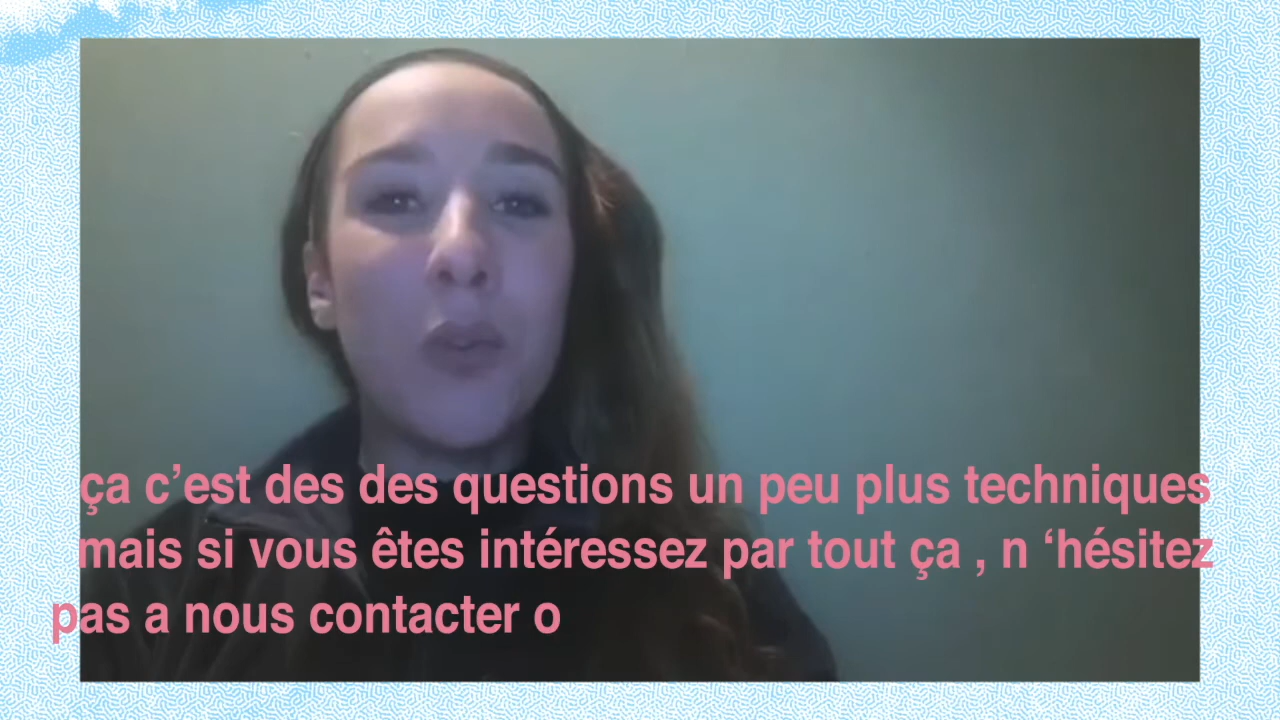 ça c’est des des questions un peu plus techniques
mais si vous êtes intéressez par tout ça , n ‘hésitez
pas a nous contacter o